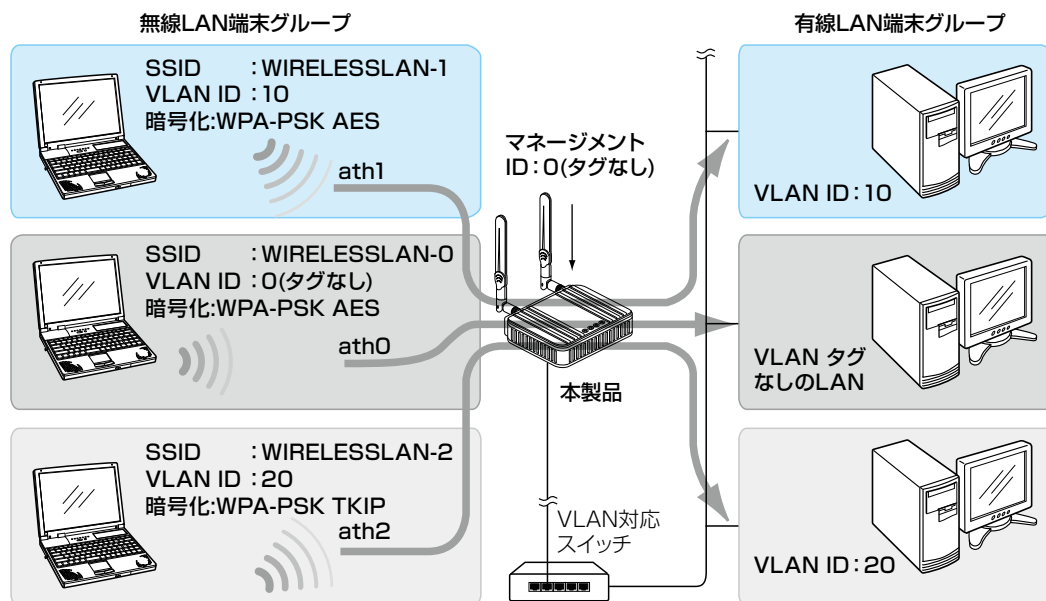 無線LAN端末グループ
SSID :WIRELESSLAN-1
VLAN ID :10
暗号化:WPA-PSK AES
ath1
SSID :WIRELESSLAN-0
VLAN ID :0(タグなし)
暗号化:WPA-PSK AES
ath0
SSID :WIRELESSLAN-2
VLAN ID :20
暗号化:WPA-PSK TKIP
ath2
マネージメント
ID:0(タグなし)
本製品
VLAN対応
スイッチ
有線LAN端末グループ
VLAN ID:10
VLAN タグ
なしのLAN
VLAN ID:20